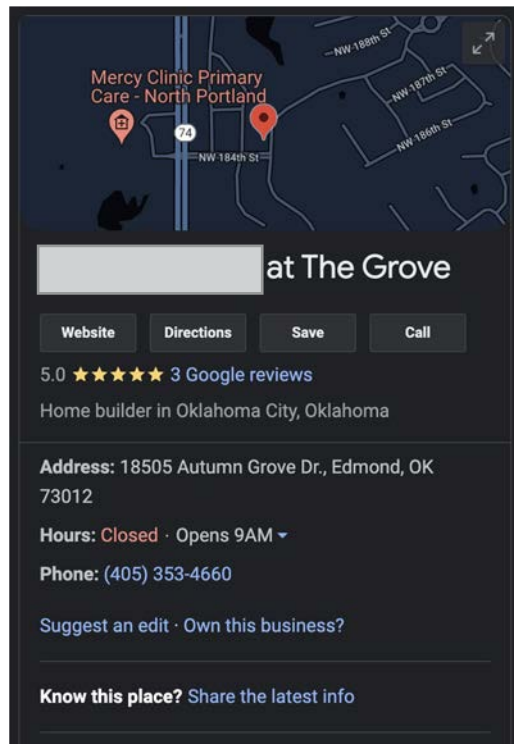 NW 188th St
Mercy Clinic Primary
Care - North Portland
NW 187th St
74
NW 186th St
NW 184th St
at The Grove
Website Directions Save Call
5.0 3 Google reviews
Home builder in Oklahoma City, Oklahoma
Address: 18505 Autumn Grove Dr., Edmond, OK
73012
Hours: Closed · Opens 9AM
Phone: (405) 353-4660
Suggest an edit · Own this business?
Know this place? Share the latest info